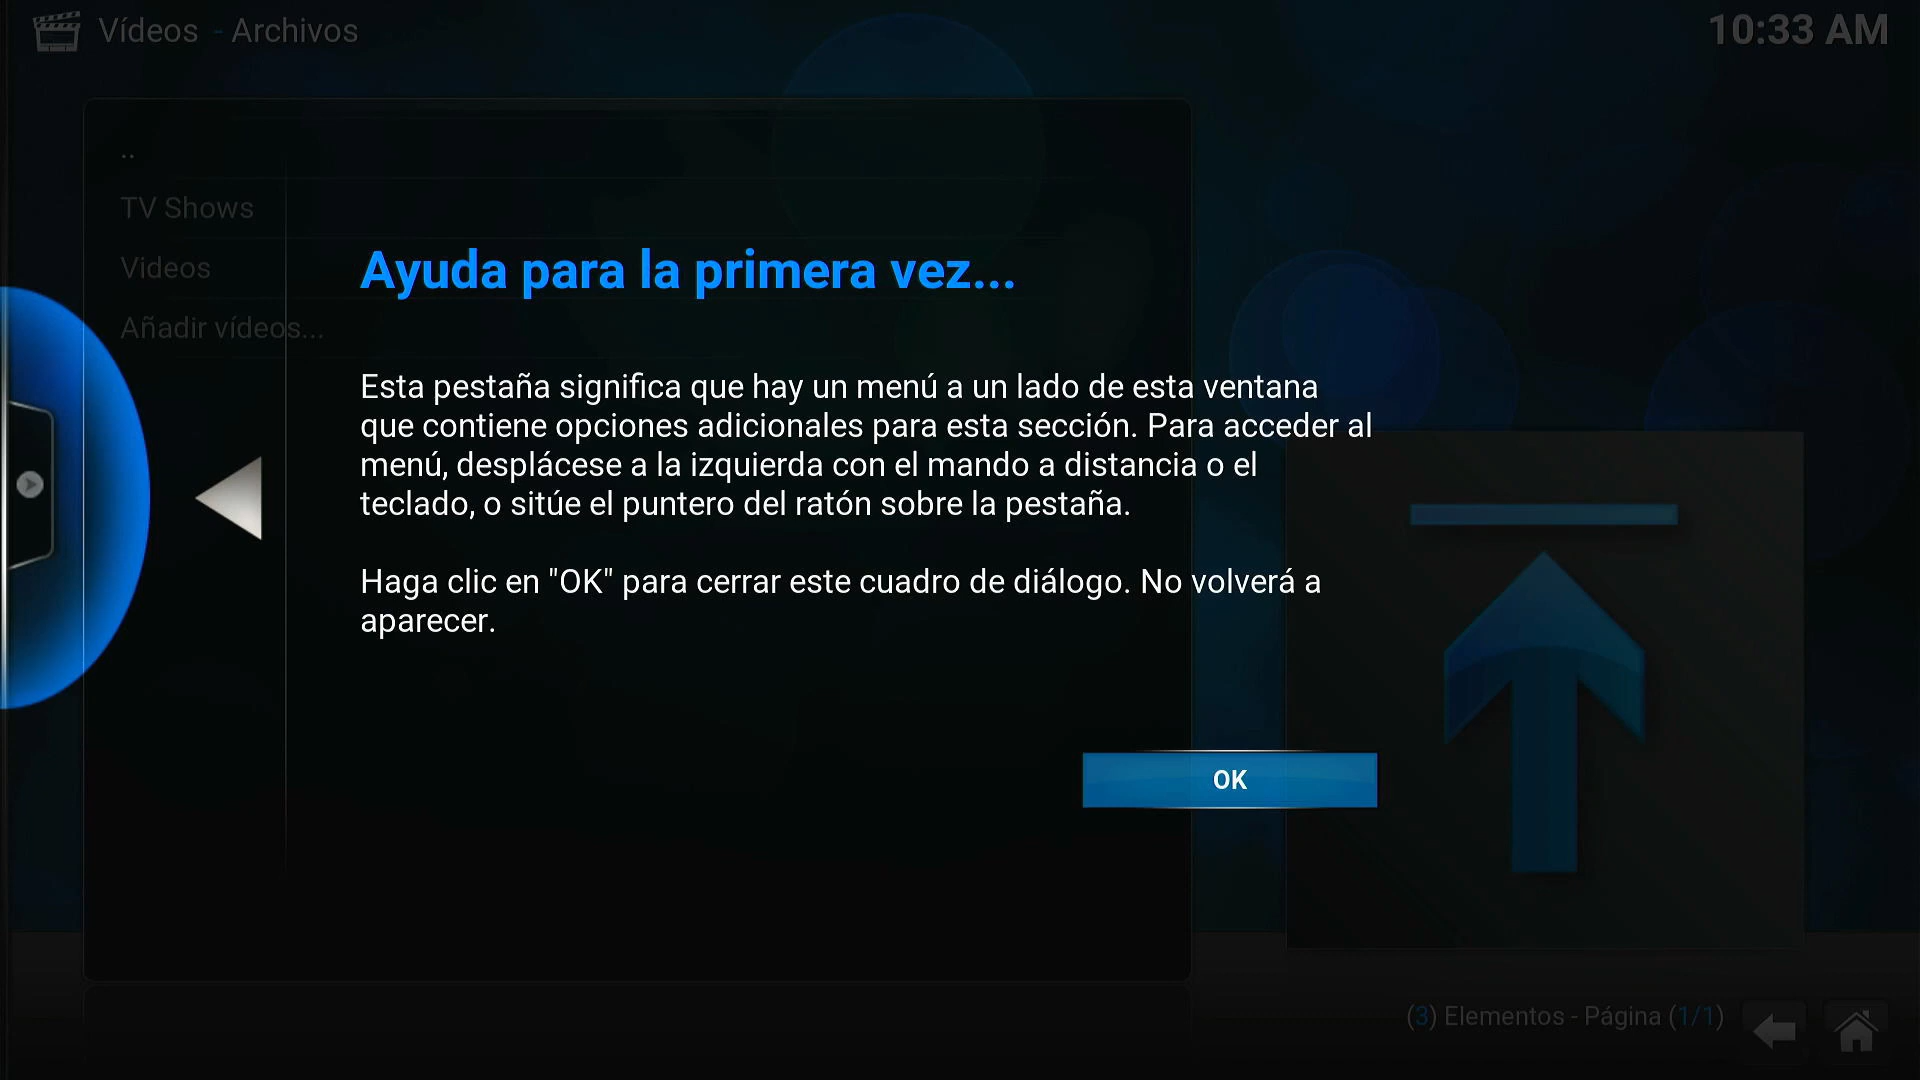 Vídeos - Archivos
10:33 AM
..
TV Shows
Videos
Añadir vídeos...
Ayuda para la primera vez...
Esta pestaña significa que hay un menú a un lado de esta ventana
que contiene opciones adicionales para esta sección. Para acceder al
menú, desplácese a la izquierda con el mando a distancia o el
teclado, o sitúe el puntero del ratón sobre la pestaña.
Haga clic en "OK" para cerrar este cuadro de diálogo. No volverá a
aparecer.
OK
(3) Elementos - Página (1/1)